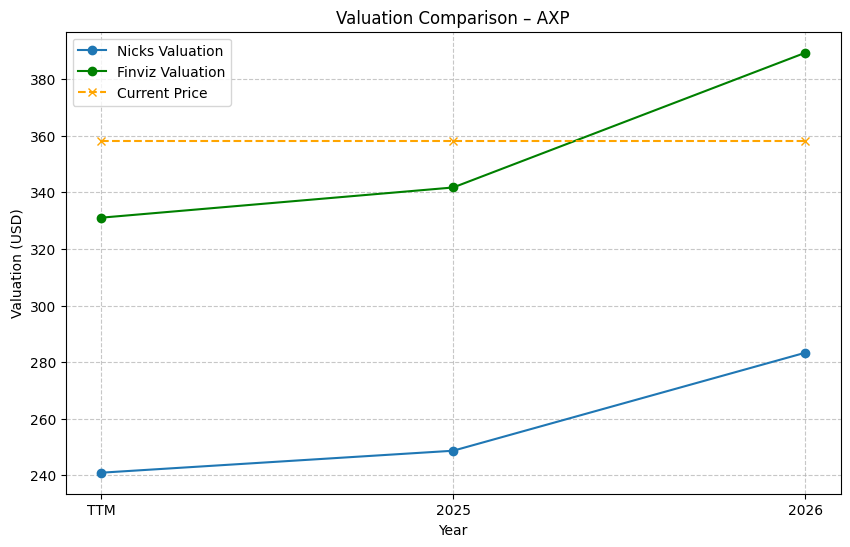 Valuation Comparison – AXP
Nicks Valuation
Finviz Valuation
Current Price
Valuation (USD)
380
360
340
320
300
280
260
240
TTM
2025
2026
Year